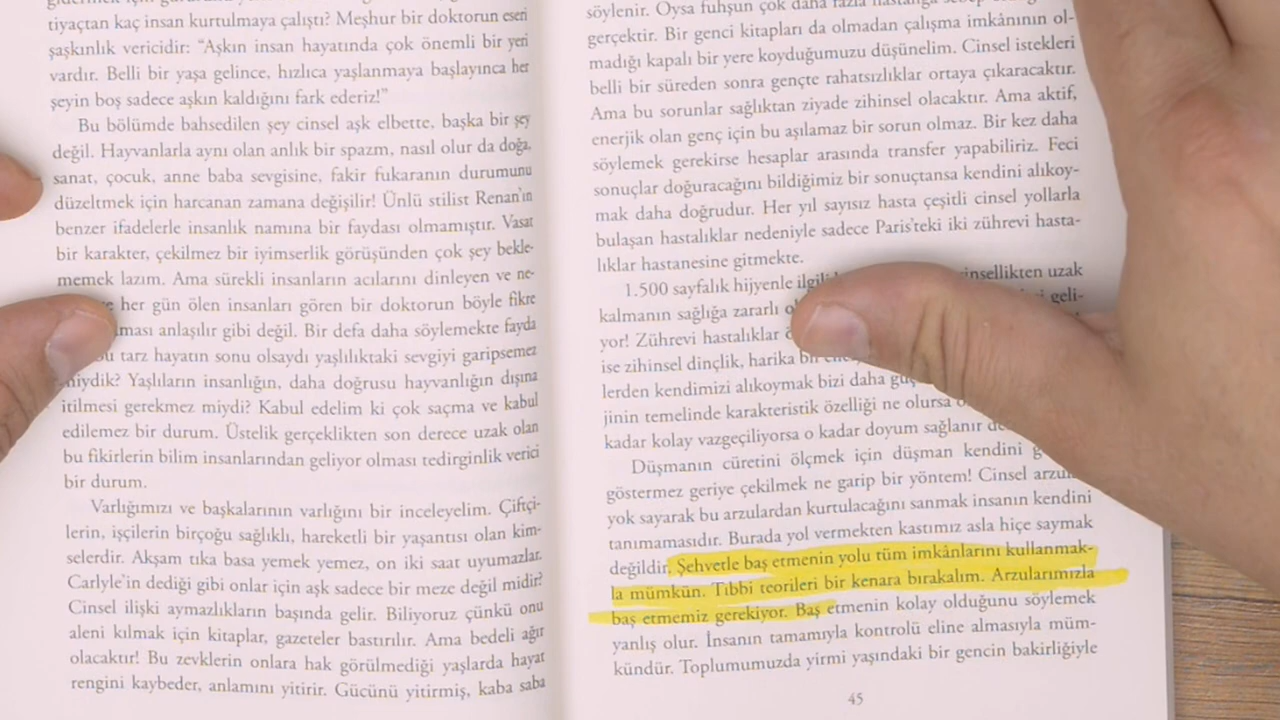 tiyaçtan kaç insan kurtulmaya çalıştı? Meşhur bir doktorun eseri
şaşkınlık vericidir: “Aşkın insan hayatında çok önemli bir yeri
vardır. Belli bir yaşa gelince, hızlıca yaşlanmaya başlayınca her
şeyin boş sadece aşkın kaldığını fark ederiz!”
Bu bölümde bahsedilen şey cinsel aşk elbette, başka bir şey
değil. Hayvanlarla aynı olan anlık bir spazm, nasıl olur da doğa,
sanat, çocuk, anne baba sevgisine, fakir fukaranın durumunu
düzeltmek için harcanan zamana değişilir! Ünlü stilist Renan’ın
benzer ifadelerle insanlık namına bir faydası olmamıştır. Vasat
bir karakter, çekilmez bir iyimserlik görüşünden çok şey bekle-
memek lazım. Ama sürekli insanların acılarını dinleyen ve ne-
her gün ölen insanları gören bir doktorun böyle fikre
ması anlaşılır gibi değil. Bir defa daha söylemekte fayda
tarz hayatın sonu olsaydı yaşlılıktaki sevgiyi garipsemez
miydik? Yaşlıların insanlığın, daha doğrusu hayvanlığın dışına
itilmesi gerekmez miydi? Kabul edelim ki çok saçma ve kabul
edilemez bir durum. Üstelik gerçeklikten son derece uzak olan
bu fikirlerin bilim insanlarından geliyor olması tedirginlik verici
bir durum.
Varlığımızı ve başkalarının varlığını bir inceleyelim. Çiftçi-
lerin, işçilerin birçoğu sağlıklı, hareketli bir yaşantısı olan kim-
selerdir. Akşam tıka basa yemek yemez, on iki saat uyumazlar.
Carlyle’in dediği gibi onlar için aşk sadece bir meze değil midir?
Cinsel ilişki aymazlıkların başında gelir. Biliyoruz çünkü onu
aleni kılmak için kitaplar, gazeteler bastırılır. Ama bedeli ağır
olacaktır! Bu zevklerin onlara hak görülmediği yaşlarda hayat
rengini kaybeder, anlamını yitirir. Gücünü yitirmiş, kaba saba
söylenir. Oysa fuhşun çok daha fazla
gerçektir. Bir genci kitapları da olmadan çalışma imkânının ol-
madığı kapalı bir yere koyduğumuzu düşünelim. Cinsel istekleri
belli bir süreden sonra gençte rahatsızlıklar ortaya çıkaracaktır.
Ama bu sorunlar sağlıktan ziyade zihinsel olacaktır. Ama aktif,
enerjik olan genç için bu aşılamaz bir sorun olmaz. Bir kez daha
söylemek gerekirse hesaplar arasında transfer yapabiliriz. Feci
sonuçlar doğuracağını bildiğimiz bir sonuçtansa kendini alıkoy-
mak daha doğrudur. Her yıl sayısız hasta çeşitli cinsel yollarla
bulaşan hastalıklar nedeniyle sadece Paris’teki iki zührevi hasta-
lıklar hastanesine gitmekte.
1.500 sayfalık hijyenle insellikten uzak
kalmanın sağlığa zararlı geli-
yor! Zührevi hastalıklar
ise zihinsel dinçlik, harika
lerden kendimizi alıkoymak bizi daha
jinin temelinde karakteristik özelliği ne olursa
kadar kolay vazgeçiliyorsa o kadar doyum sağlanır
Düşmanın cüretini ölçmek için düşman kendini
göstermez geriye çekilmek ne garip bir yöntem! Cinsel
yok sayarak bu arzulardan kurtulacağını sanmak insanın kendini
tanımamasıdır. Burada yol vermekten kastımız asla hiçe saymak
değildir. Şehvetle baş etmenin yolu tüm imkânlarını kullanmak-
la mümkün. Tıbbi teorileri bir kenara bırakalım. Arzularımızla
baş etmemiz gerekiyor. Baş etmenin kolay olduğunu söylemek
yanlış olur. İnsanın tamamıyla kontrolü eline almasıyla müm-
kündür. Toplumumuzda yirmi yaşındaki bir gencin bakirliğiyle
45